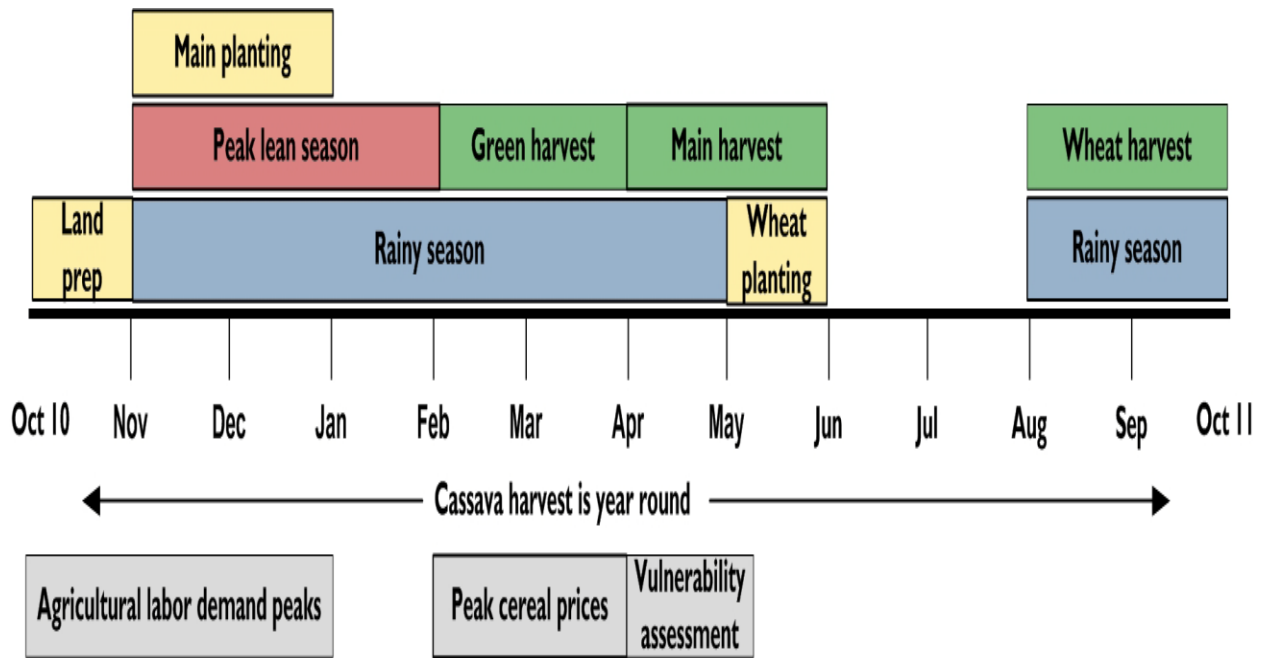 Main planting
Peak lean season
Green harvest
Main harvest
Wheat harvest
Land
prep
Rainy season
Wheat
planting
Rainy season
Oct 10 Nov Dec Jan Feb Mar Apr May Jun Jul Aug Sep Oct 11
Cassava harvest is year round
Agricultural labor demand peaks
Peak cereal prices
Vulnerability
assessment